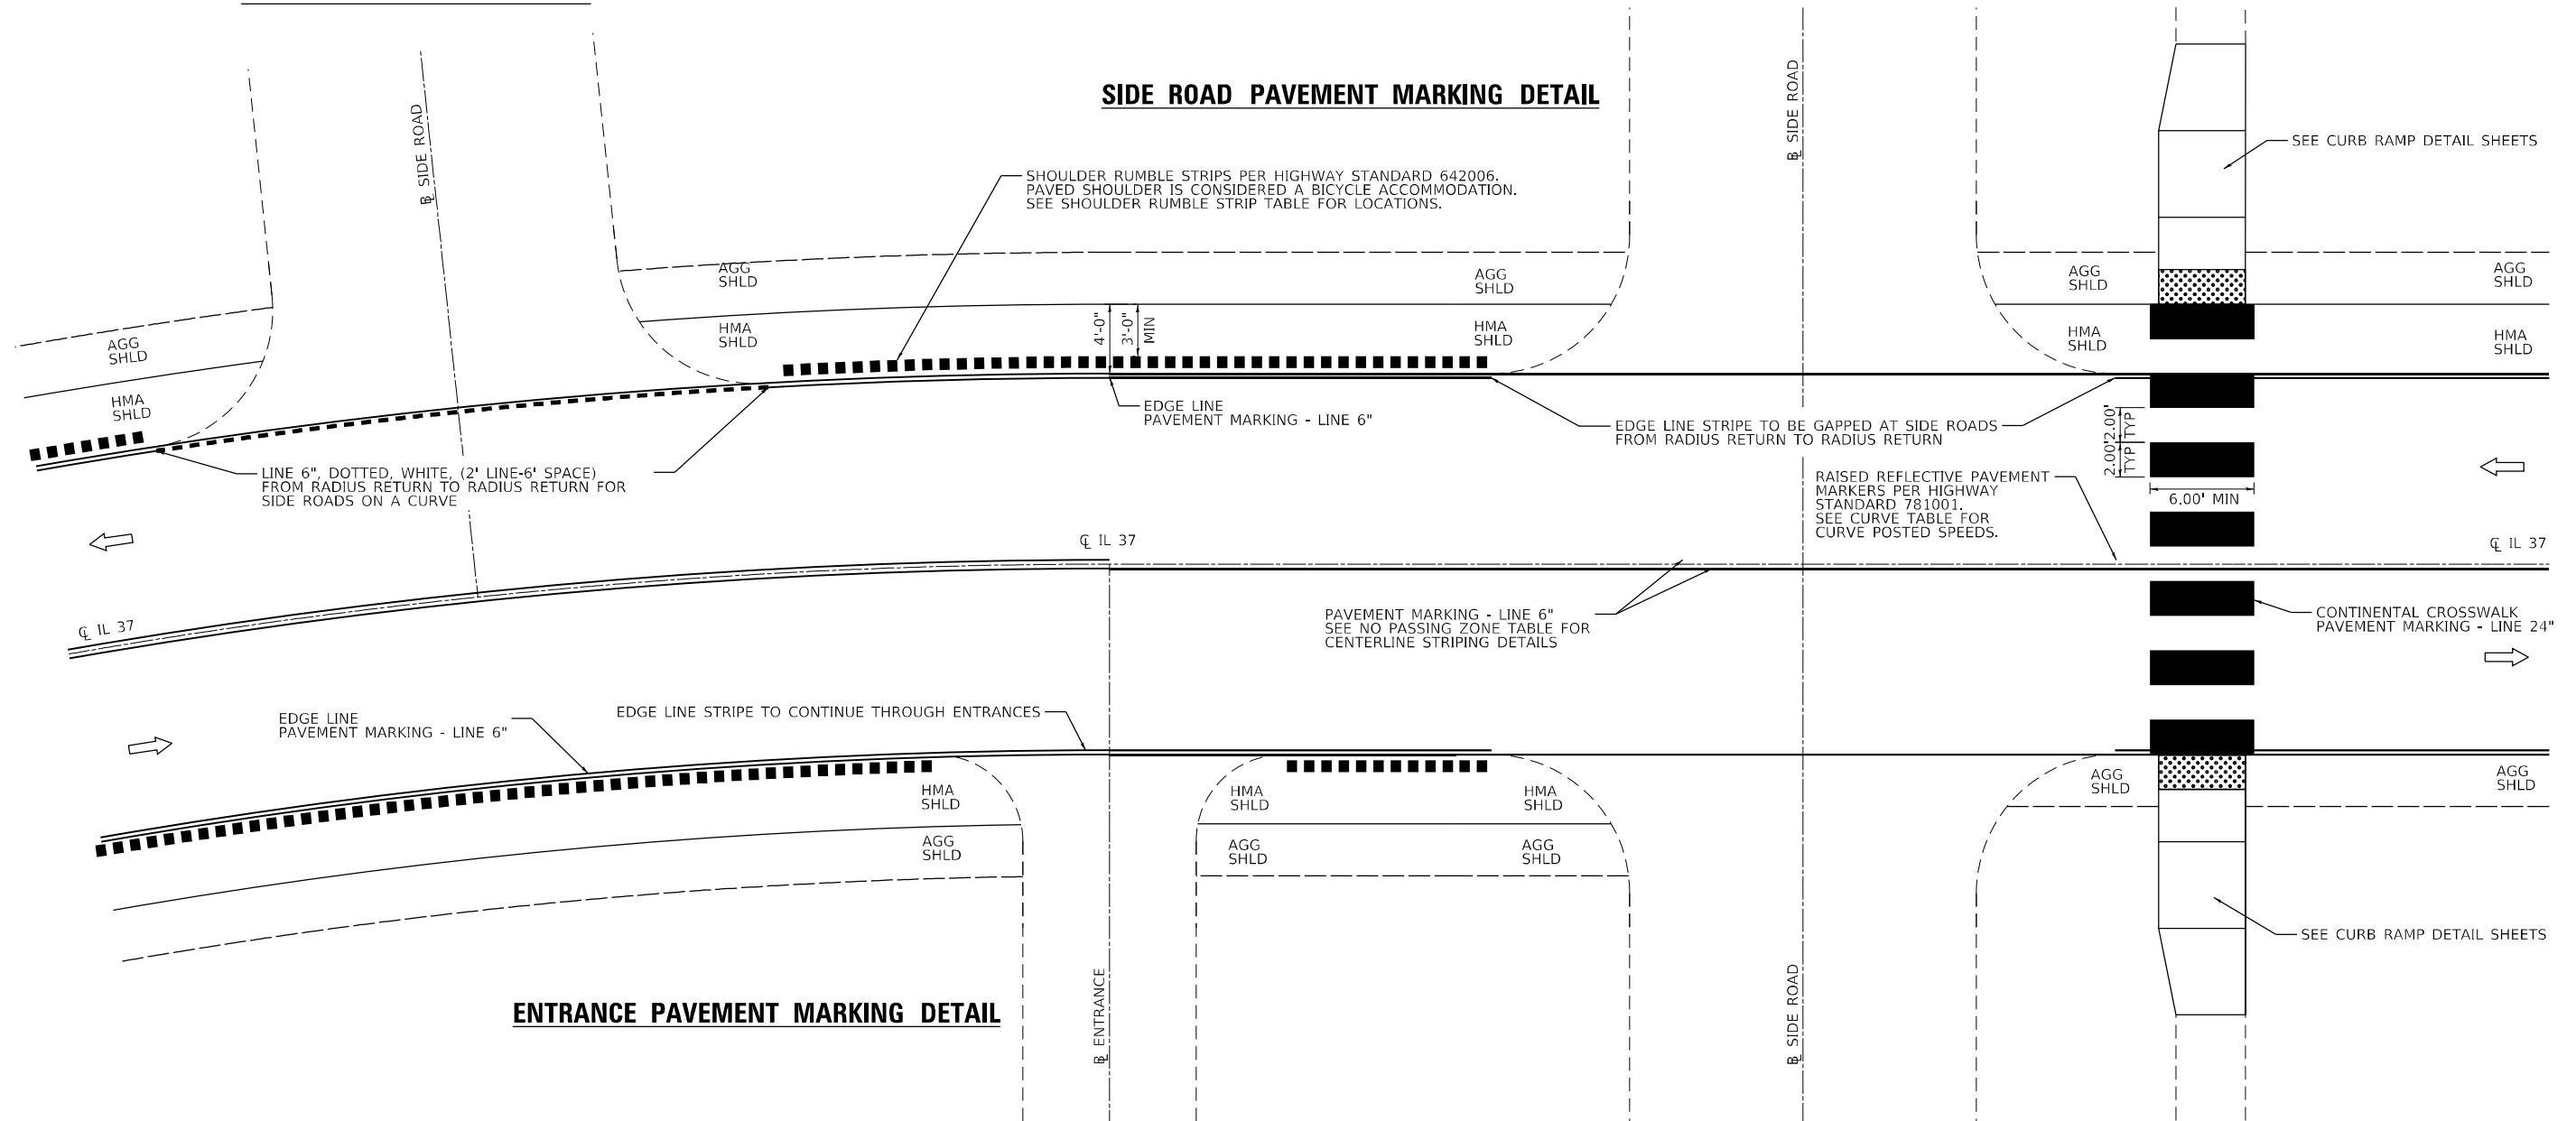 SIDE ROAD PAVEMENT MARKING DETAIL
℄ SIDE ROAD
SHOULDER RUMBLE STRIPS PER HIGHWAY STANDARD 642006.
PAVED SHOULDER IS CONSIDERED A BICYCLE ACCOMMODATION.
SEE SHOULDER RUMBLE STRIP TABLE FOR LOCATIONS.
SIDE ROAD
SEE CURB RAMP DETAIL SHEETS
AGG
SHLD
HMA
SHLD
AGG
SHLD
HMA
SHLD
4'-0"
3'-0"
MIN
AGG
SHLD
HMA
SHLD
AGG
SHLD
HMA
SHLD
AGG
SHLD
HMA
SHLD
EDGE LINE
PAVEMENT MARKING - LINE 6"
EDGE LINE STRIPE TO BE GAPPED AT SIDE ROADS
FROM RADIUS RETURN TO RADIUS RETURN
2.00'
TYP
2.00'
TYP
6.00' MIN
LINE 6", DOTTED, WHITE, (2' LINE-6' SPACE)
FROM RADIUS RETURN TO RADIUS RETURN FOR
SIDE ROADS ON A CURVE
RAISED REFLECTIVE PAVEMENT
MARKERS PER HIGHWAY
STANDARD 781001.
SEE CURVE TABLE FOR
CURVE POSTED SPEEDS.
℄ IL 37
℄ IL 37
℄ IL 37
PAVEMENT MARKING - LINE 6"
SEE NO PASSING ZONE TABLE FOR
CENTERLINE STRIPING DETAILS
CONTINENTAL CROSSWALK
PAVEMENT MARKING - LINE 24"
EDGE LINE
PAVEMENT MARKING - LINE 6"
EDGE LINE STRIPE TO CONTINUE THROUGH ENTRANCES
HMA
SHLD
AGG
SHLD
HMA
SHLD
AGG
SHLD
HMA
SHLD
AGG
SHLD
AGG
SHLD
AGG
SHLD
SEE CURB RAMP DETAIL SHEETS
ENTRANCE PAVEMENT MARKING DETAIL
ENTRANCE
SIDE ROAD